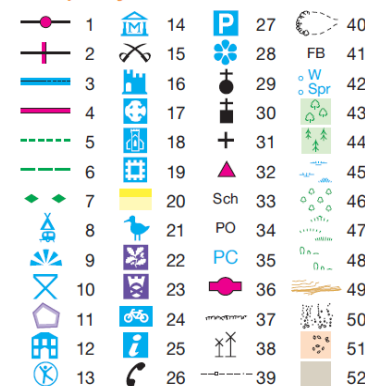 1 14 P 27 40
2 15 28 FB 41
3 16 29 W Spr 42
4 17 30 43
5 18 31 44
6 19 32 45
7 20 Sch 33 46
8 21 PO 34 47
9 22 PC 35 48
10 23 36 49
11 24 37 50
12 i 25 38 51
13 26 39 52